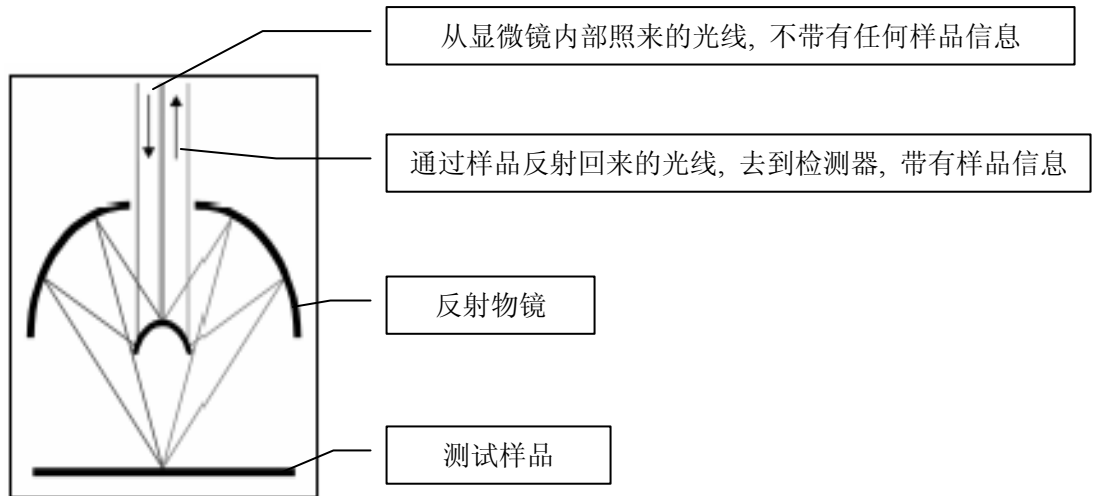 从显微镜内部照来的光线, 不带有任何样品信息
通过样品反射回来的光线, 去到检测器, 带有样品信息
反射物镜
测试样品